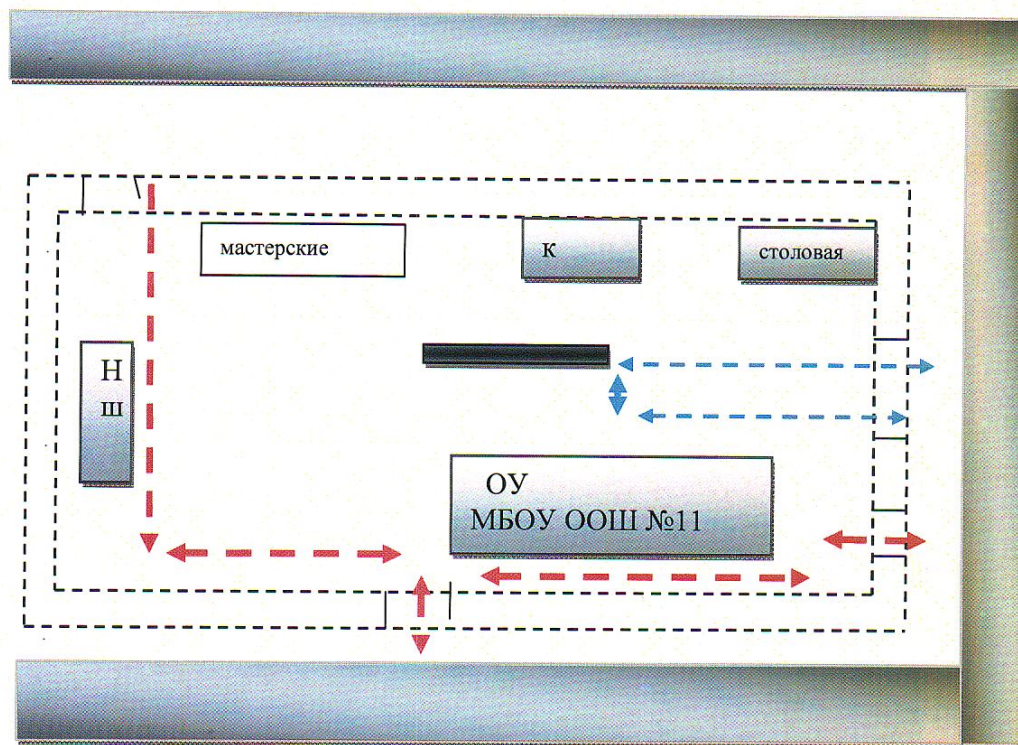 мастерские
К
столовая
Н
ш
ОУ
МБОУ ООШ №11